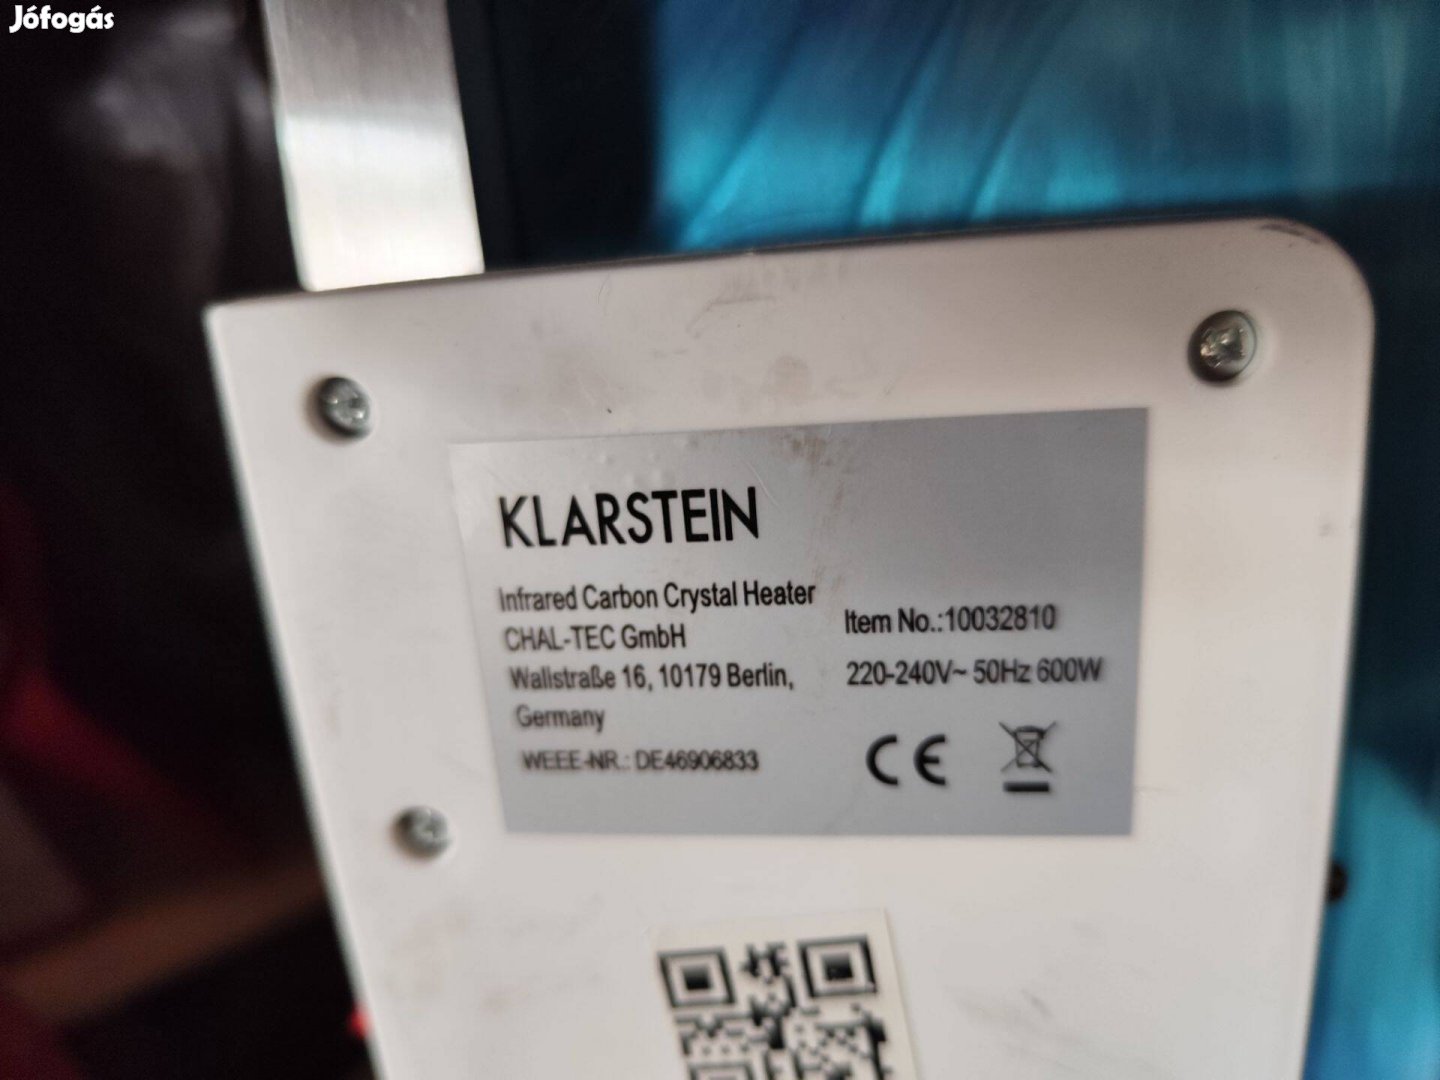 Jófogás
KLARSTEIN
Infrared Carbon Crystal Heater
CHAL-TEC GmbH
Wallstraße 16, 10179 Berlin,
Germany
WEEE-NR.: DE46906833
Item No.:10032810
220-240V~ 50Hz 600W
CE